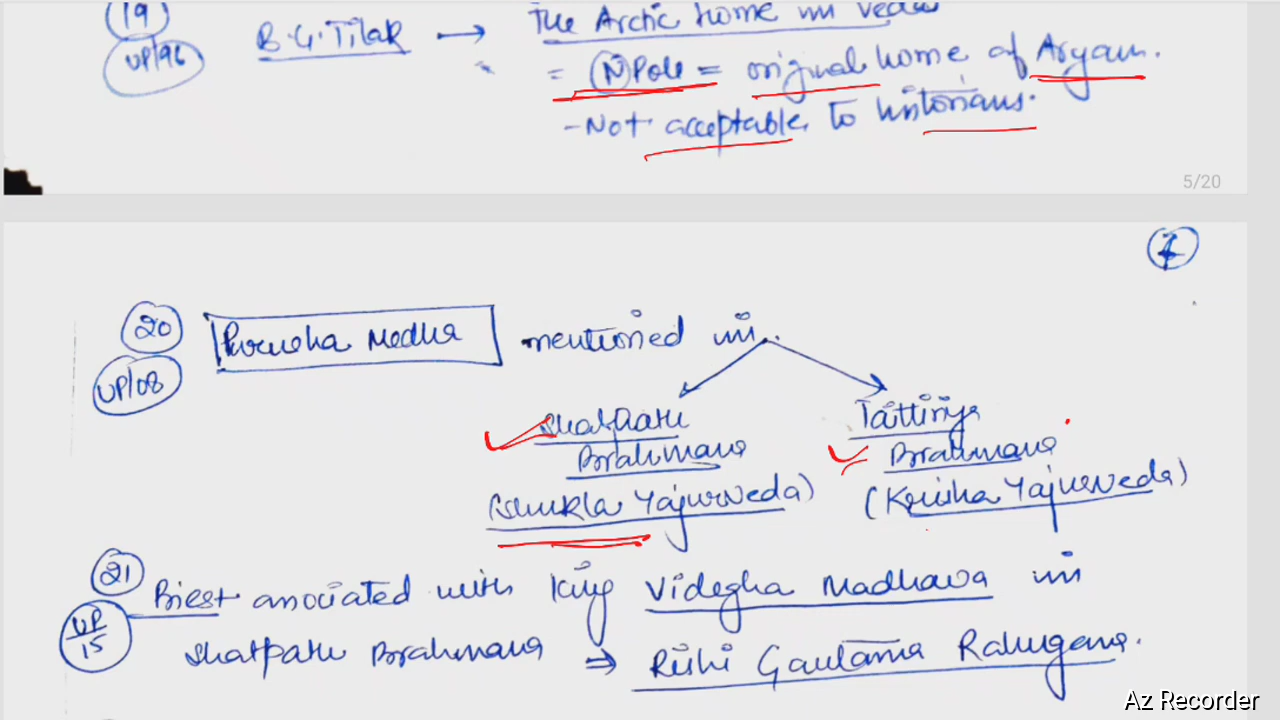 19
UP/96 B.G. Tilak → The Arctic home in Vedas
= N Pole = original home of Aryans.
- Not acceptable to historians.
5/20
7
20 Purusha Medha mentioned in
UP/08
Shatpath Taittiriya
Brahmana Brahmana
(Shukla Yajurveda) (Krisha Yajurveda)
21 Priest associated with King Videgha Madhava in
UP/15 Shatpath Brahmana ⇒ Rishi Gautama Rahugana.
Az Recorder